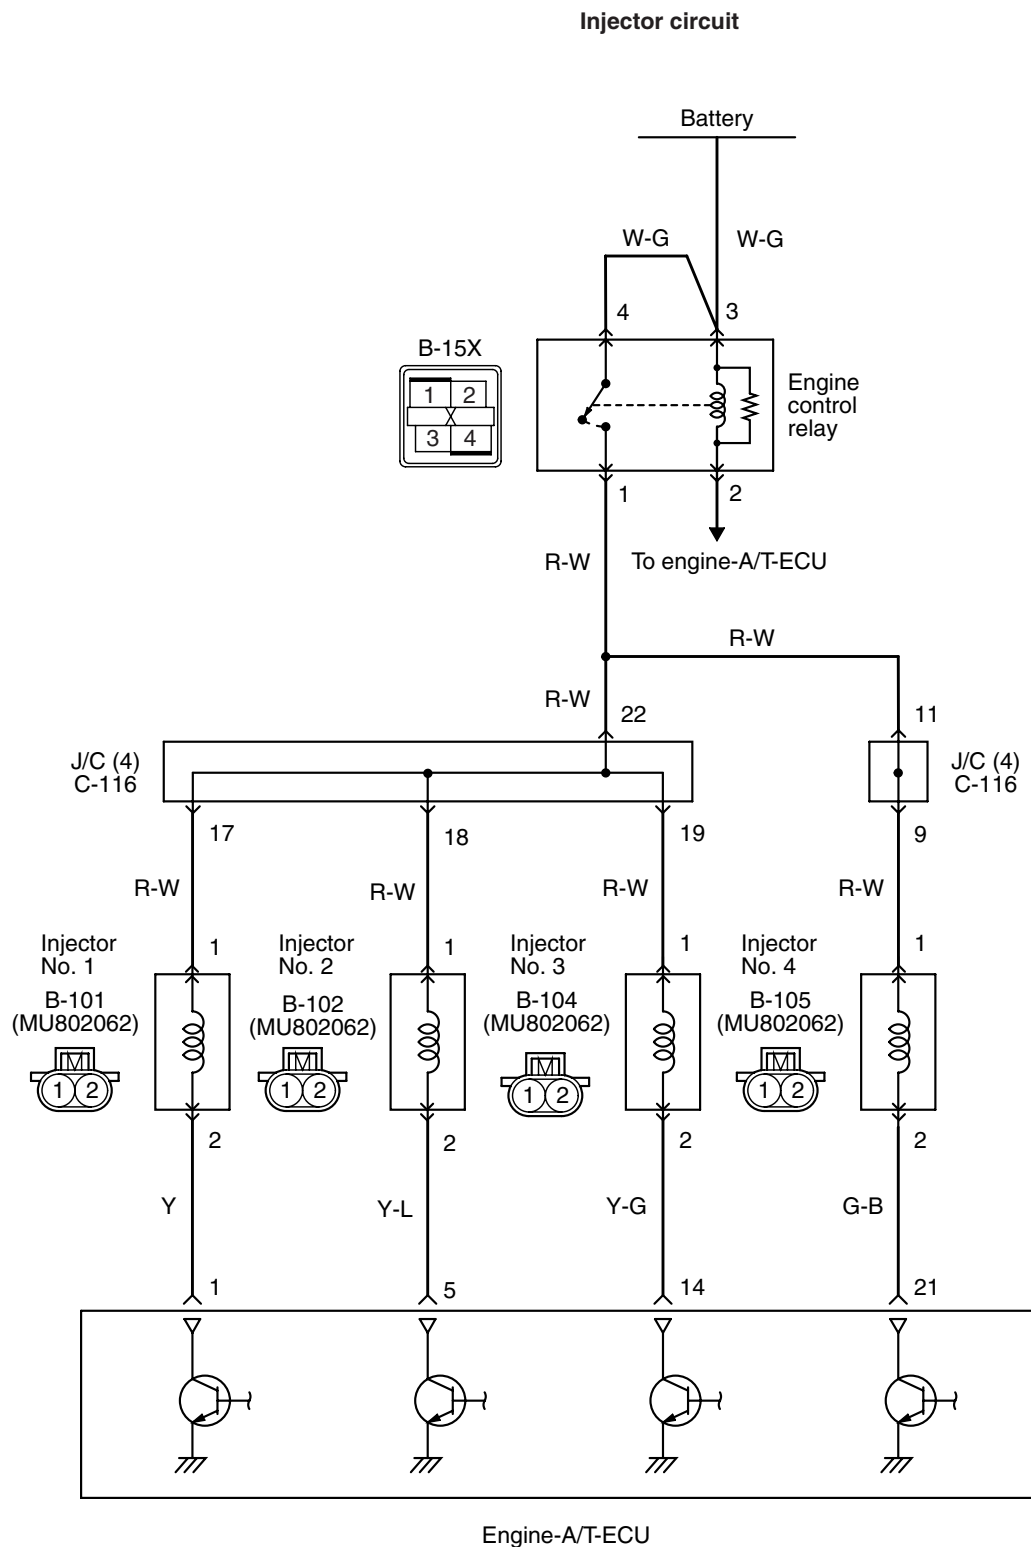 Injector circuit
Battery
W-G
W-G
4
3
B-15X
1 2
3 4
Engine
control
relay
1
2
R-W
To engine-A/T-ECU
R-W
R-W
22
11
J/C (4)
C-116
J/C (4)
C-116
17
18
19
9
R-W
R-W
R-W
R-W
Injector
No. 1
B-101
(MU802062)
1 2
1
Injector
No. 2
B-102
(MU802062)
1 2
1
Injector
No. 3
B-104
(MU802062)
1 2
1
Injector
No. 4
B-105
(MU802062)
1 2
1
2
2
2
2
Y
Y-L
Y-G
G-B
1
5
14
21
Engine-A/T-ECU